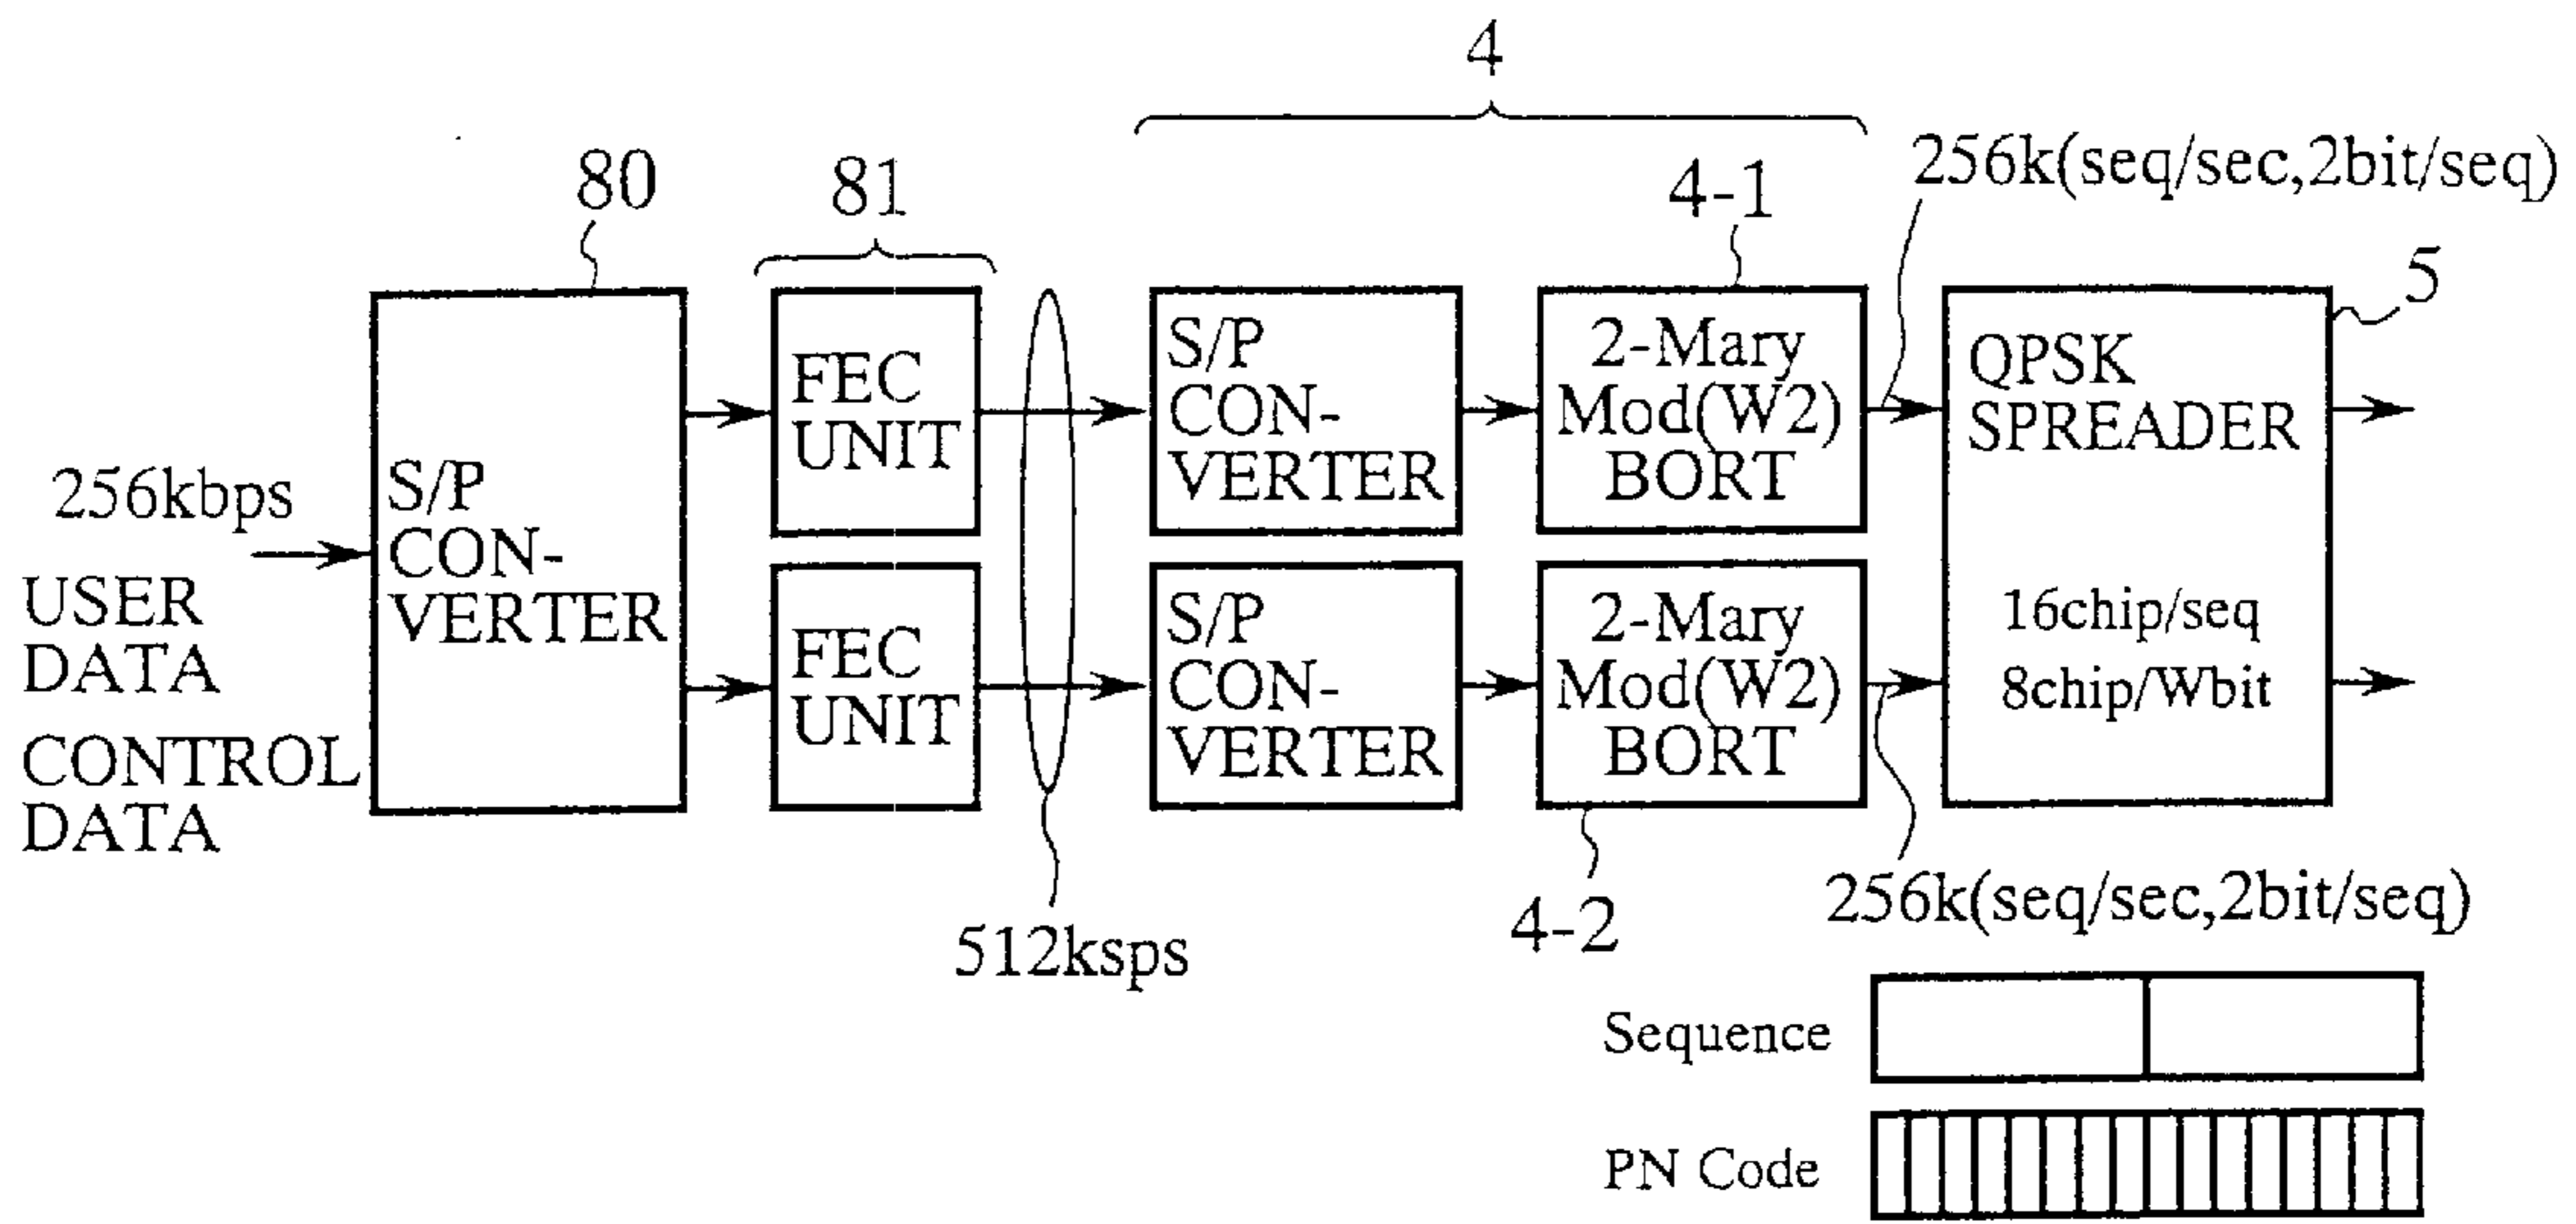 4
80
81
4-1
256k(seq/sec,2bit/seq)
5
256kbps
USER
DATA
CONTROL
DATA
S/P
CON-
VERTER
FEC
UNIT
FEC
UNIT
512ksps
S/P
CON-
VERTER
S/P
CON-
VERTER
2-Mary
Mod(W2)
BORT
2-Mary
Mod(W2)
BORT
4-2
QPSK
SPREADER
16chip/seq
8chip/Wbit
256k(seq/sec,2bit/seq)
Sequence
PN Code